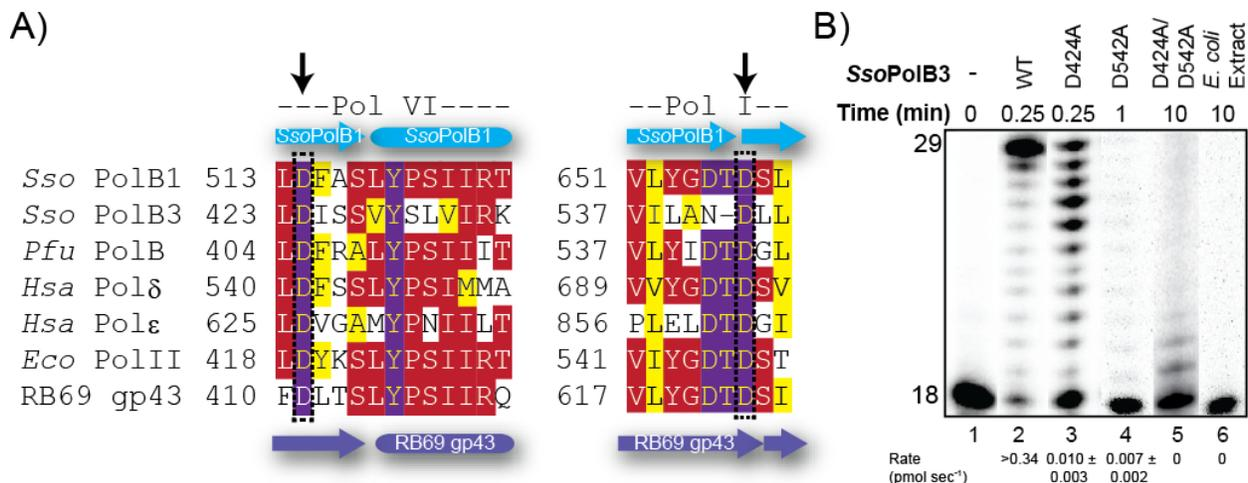 A)
---Pol VI----
--Pol I--
SsoPolB1 SsoPolB1
SsoPolB1
Sso PolB1 513 LDFASLYPSIIRT 651 VLYGDTDSL
Sso PolB3 423 LDISSVYSLVIRK 537 VILAN-DLL
Pfu PolB 404 LDFRALYPSIIIT 537 VLYIDTDGL
Hsa Polδ 540 LDFSSLYPSIMMA 689 VVYGDTDSV
Hsa Polε 625 LDVGAMYPNIILT 856 PLELDTDGI
Eco PolII 418 LDYKSLYPSIIRT 541 VIYGDTDST
RB69 gp43 410 FDLTSLYPSIIRQ 617 VLYGDTDSI
RB69 gp43
RB69 gp43
B)
SsoPolB3 - WT D424A D542A D424A/D542A E. coli Extract
Time (min) 0 0.25 0.25 1 10 10
29
18
1 2 3 4 5 6
Rate (pmol sec⁻¹) >0.34 0.010 ± 0.003 0.007 ± 0.002 0 0